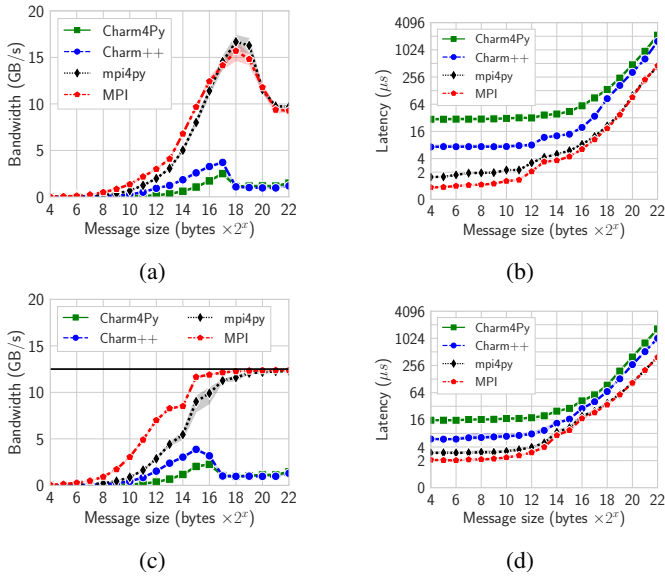 20
15
10
5
0
Bandwidth (GB/s)
Charm4Py
Charm++
mpi4py
MPI
4 6 8 10 12 14 16 18 20 22
Message size (bytes ×2^x)
(a)
4096
1024
256
64
16
4
2
0
Latency (μs)
Charm4Py
Charm++
mpi4py
MPI
4 6 8 10 12 14 16 18 20 22
Message size (bytes ×2^x)
(b)
20
15
10
5
0
Bandwidth (GB/s)
Charm4Py mpi4py
Charm++ MPI
4 6 8 10 12 14 16 18 20 22
Message size (bytes ×2^x)
(c)
4096
1024
256
64
16
4
2
0
Latency (μs)
Charm4Py
Charm++
mpi4py
MPI
4 6 8 10 12 14 16 18 20 22
Message size (bytes ×2^x)
(d)